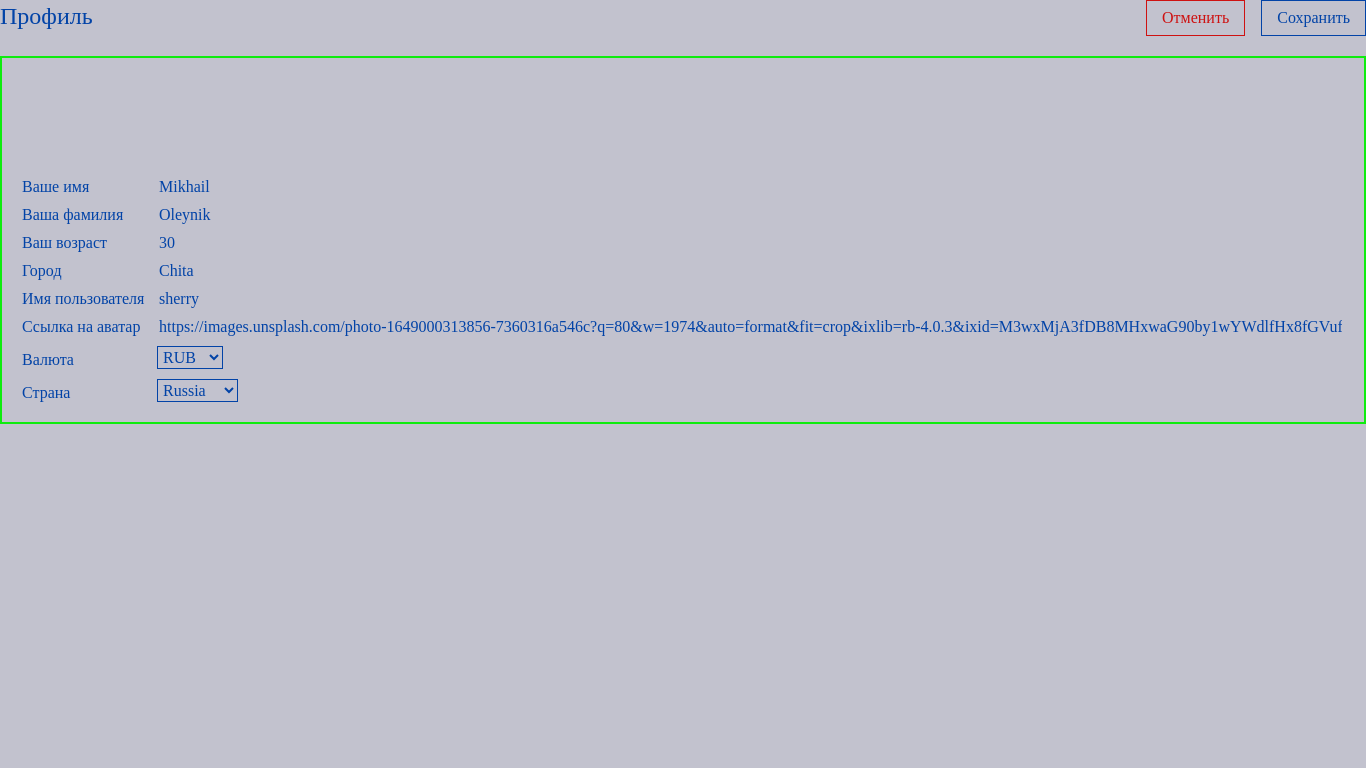 Профиль
Отменить
Сохранить
Ваше имя Mikhail
Ваша фамилия Oleynik
Ваш возраст 30
Город Chita
Имя пользователя sherry
Ссылка на аватар https://images.unsplash.com/photo-1649000313856-7360316a546c?q=80&w=1974&auto=format&fit=crop&ixlib=rb-4.0.3&ixid=M3wxMjA3fDB8MHxwaG90by1wYWdlfHx8fGVuf
Валюта RUB
Страна Russia